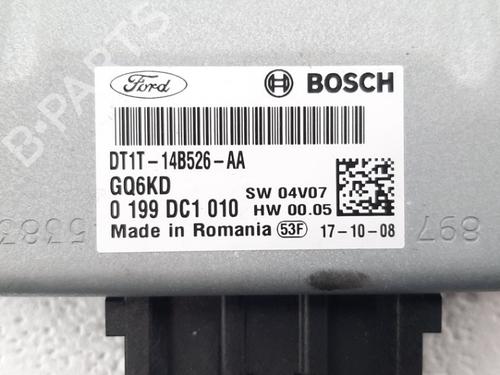 B-PARTS
Ford BOSCH
DT1T-14B526-AA
GQ6KD
SW 04V07
0 199 DC1 010 HW 00.05
Made in Romania 53F 17-10-08
897